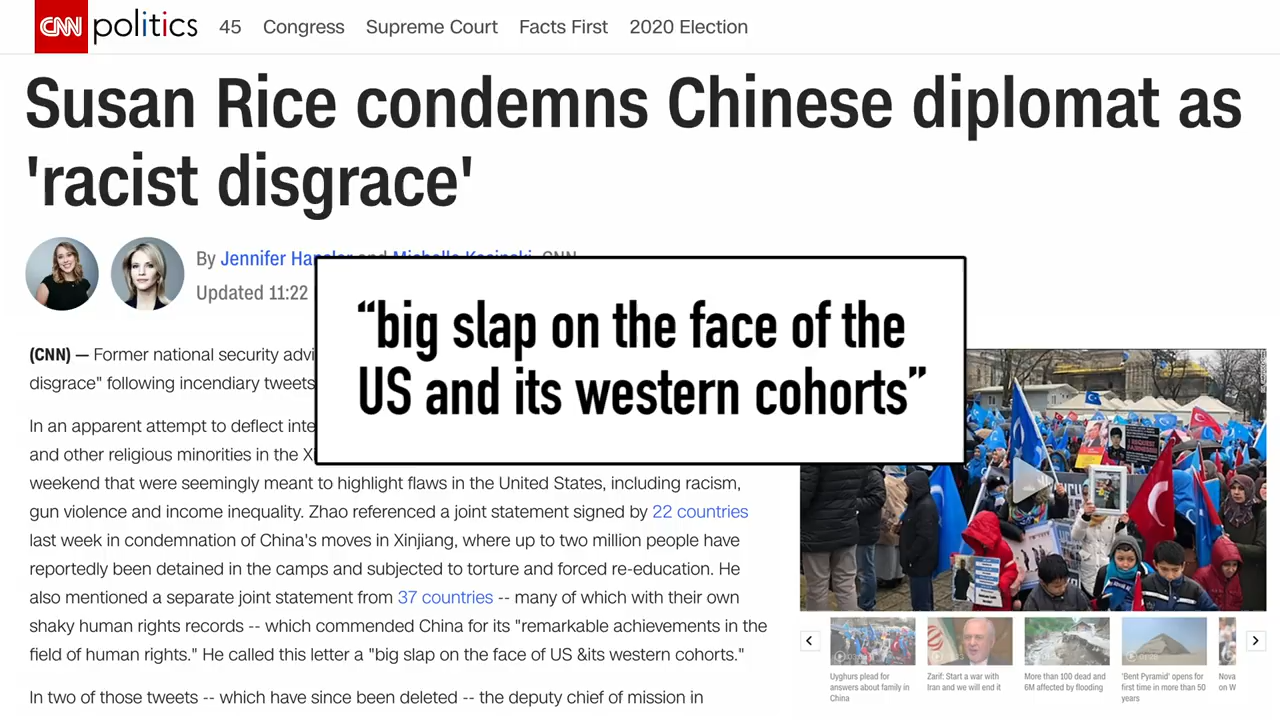 CNN politics 45 Congress Supreme Court Facts First 2020 Election
Susan Rice condemns Chinese diplomat as
'racist disgrace'
By Jennifer Hansler and Michelle Kosinski, CNN
Updated 11:22
“big slap on the face of the
US and its western cohorts”
(CNN) — Former national security advi
disgrace" following incendiary tweets
In an apparent attempt to deflect inte
and other religious minorities in the X
weekend that were seemingly meant to highlight flaws in the United States, including racism,
gun violence and income inequality. Zhao referenced a joint statement signed by 22 countries
last week in condemnation of China's moves in Xinjiang, where up to two million people have
reportedly been detained in the camps and subjected to torture and forced re-education. He
also mentioned a separate joint statement from 37 countries -- many of which with their own
shaky human rights records -- which commended China for its "remarkable achievements in the
field of human rights." He called this letter a "big slap on the face of US &its western cohorts."
In two of those tweets -- which have since been deleted -- the deputy chief of mission in
Uyghurs plead for
answers about family in
China
Zarif: Start a war with
Iran and we will end it
More than 100 dead and
6M affected by flooding
'Bent Pyramid' opens for
first time in more than 50
years
Nova
on W